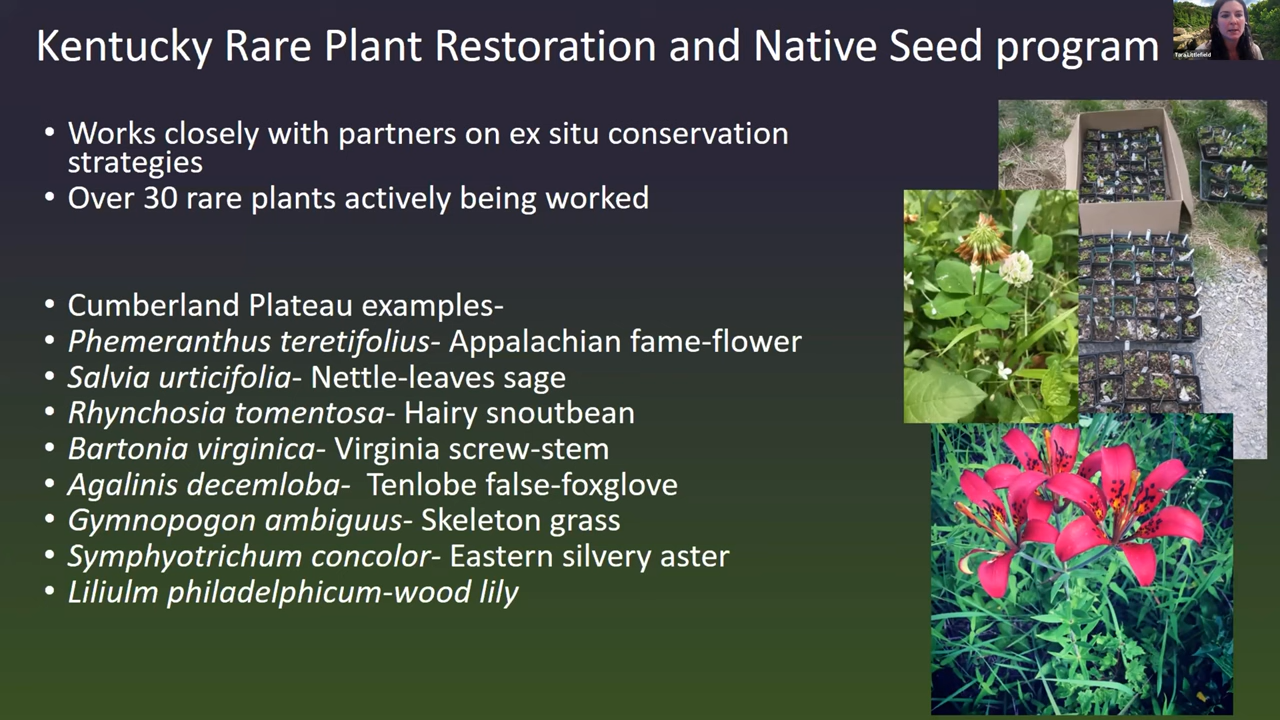 Kentucky Rare Plant Restoration and Native Seed program
Tara Littlefield
• Works closely with partners on ex situ conservation
strategies
• Over 30 rare plants actively being worked
• Cumberland Plateau examples-
• Phemeranthus teretifolius- Appalachian fame-flower
• Salvia urticifolia- Nettle-leaves sage
• Rhynchosia tomentosa- Hairy snoutbean
• Bartonia virginica- Virginia screw-stem
• Agalinis decemloba- Tenlobe false-foxglove
• Gymnopogon ambiguus- Skeleton grass
• Symphyotrichum concolor- Eastern silvery aster
• Liliulm philadelphicum-wood lily